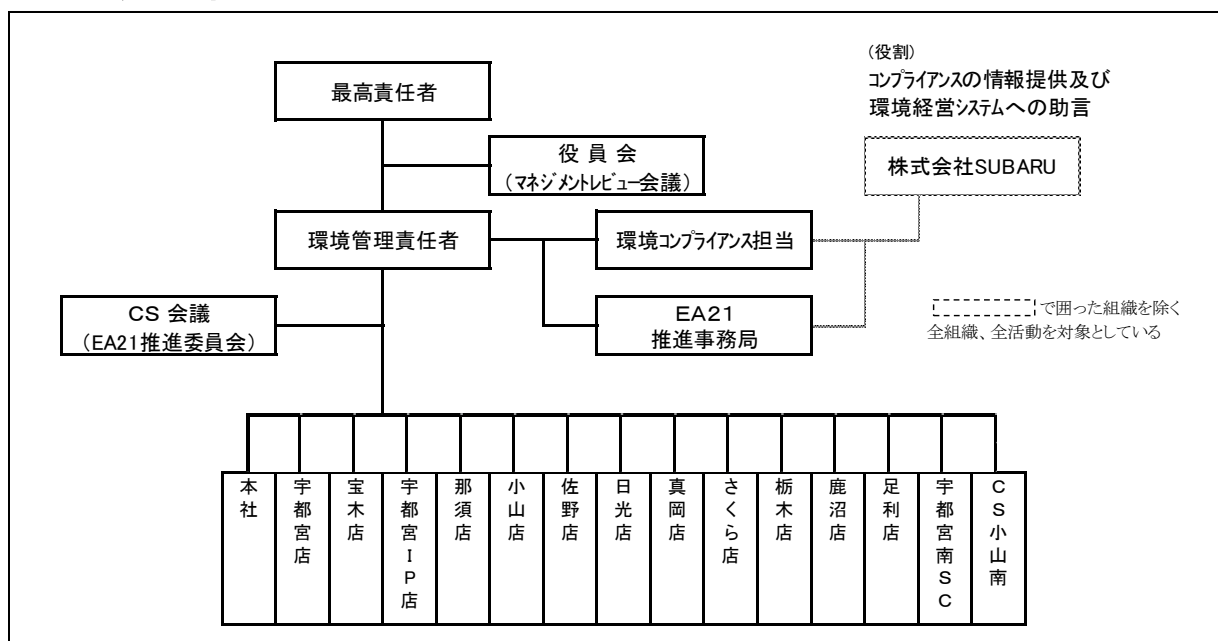 (役割)
コンプライアンスの情報提供及び
環境経営システムへの助言
最高責任者
役員会
（マネジメントレビュー会議）
株式会社SUBARU
環境管理責任者
環境コンプライアンス担当
CS 会議
（EA21推進委員会）
EA21
推進事務局
で囲った組織を除く
全組織、全活動を対象としている
本社
宇都宮店
宝木店
宇都宮IP店
那須店
小山店
佐野店
日光店
真岡店
さくら店
栃木店
鹿沼店
足利店
宇都宮南SC
CS小山南